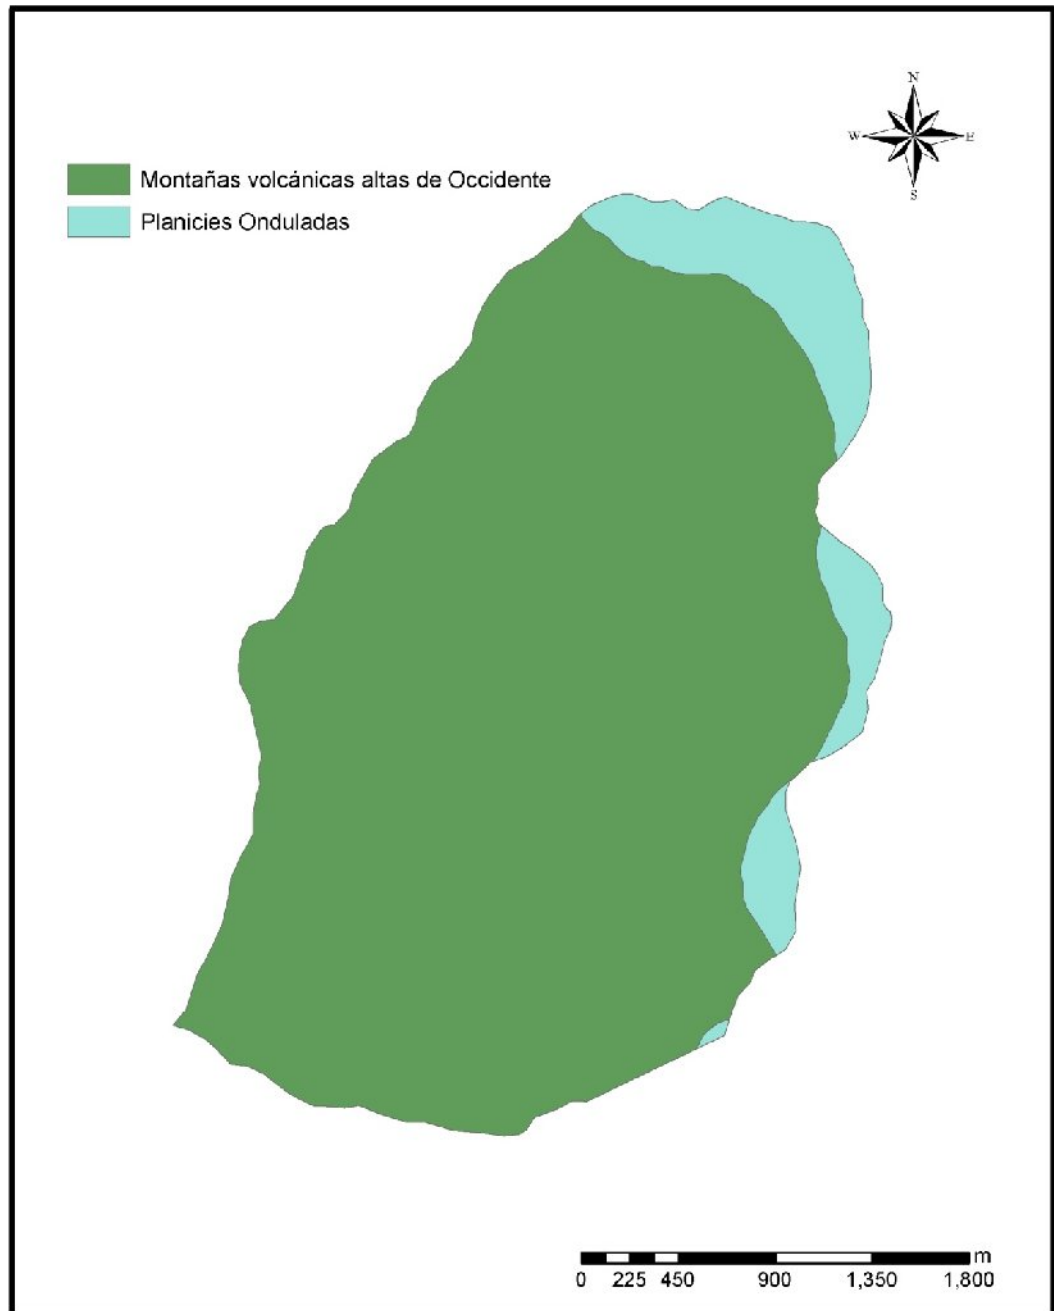 N
W E
S
Montañas volcánicas altas de Occidente
Planicies Onduladas
m
0 225 450 900 1,350 1,800